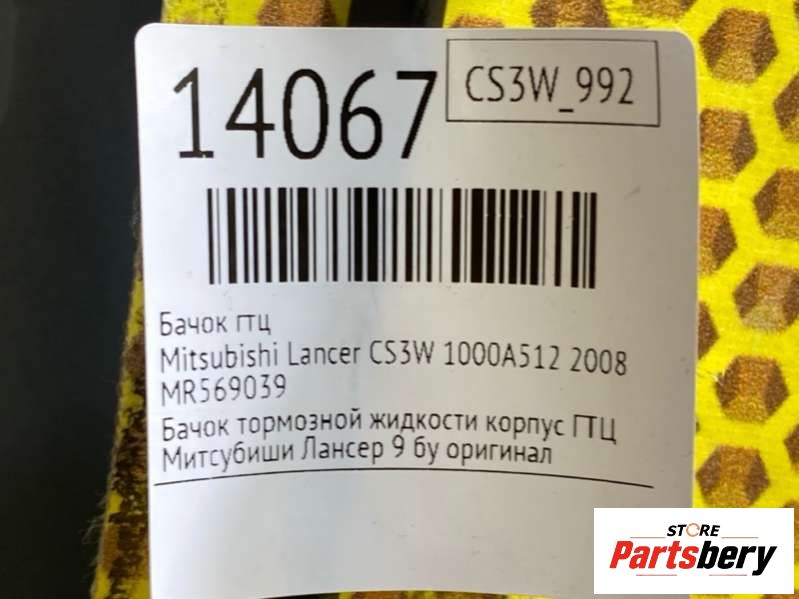 14067
CS3W_992
Бачок гтц
Mitsubishi Lancer CS3W 1000A512 2008
MR569039
Бачок тормозной жидкости корпус ГТЦ
Митсубиши Лансер 9 бу оригинал
STORE
Partsbery